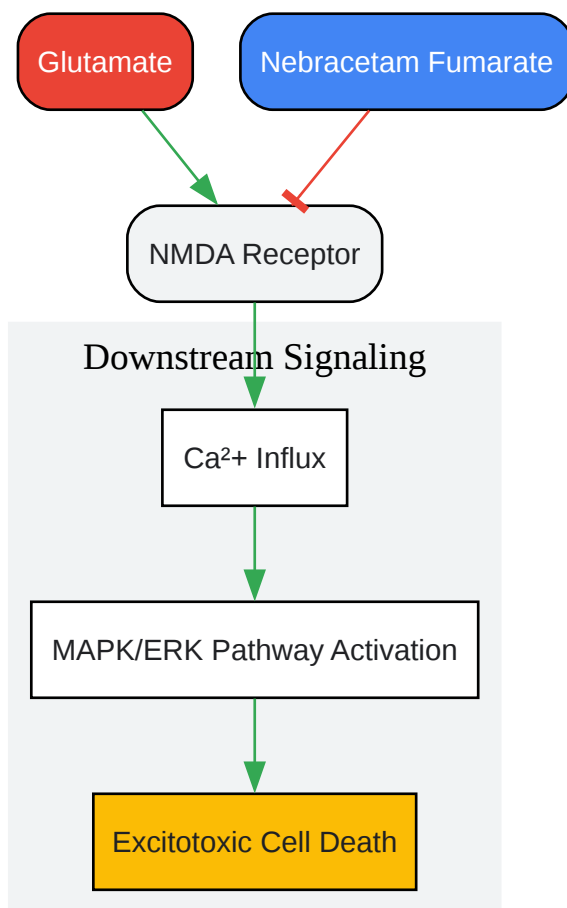 Glutamate
Nebracetam Fumarate
NMDA Receptor
Downstream Signaling
Ca²+ Influx
MAPK/ERK Pathway Activation
Excitotoxic Cell Death